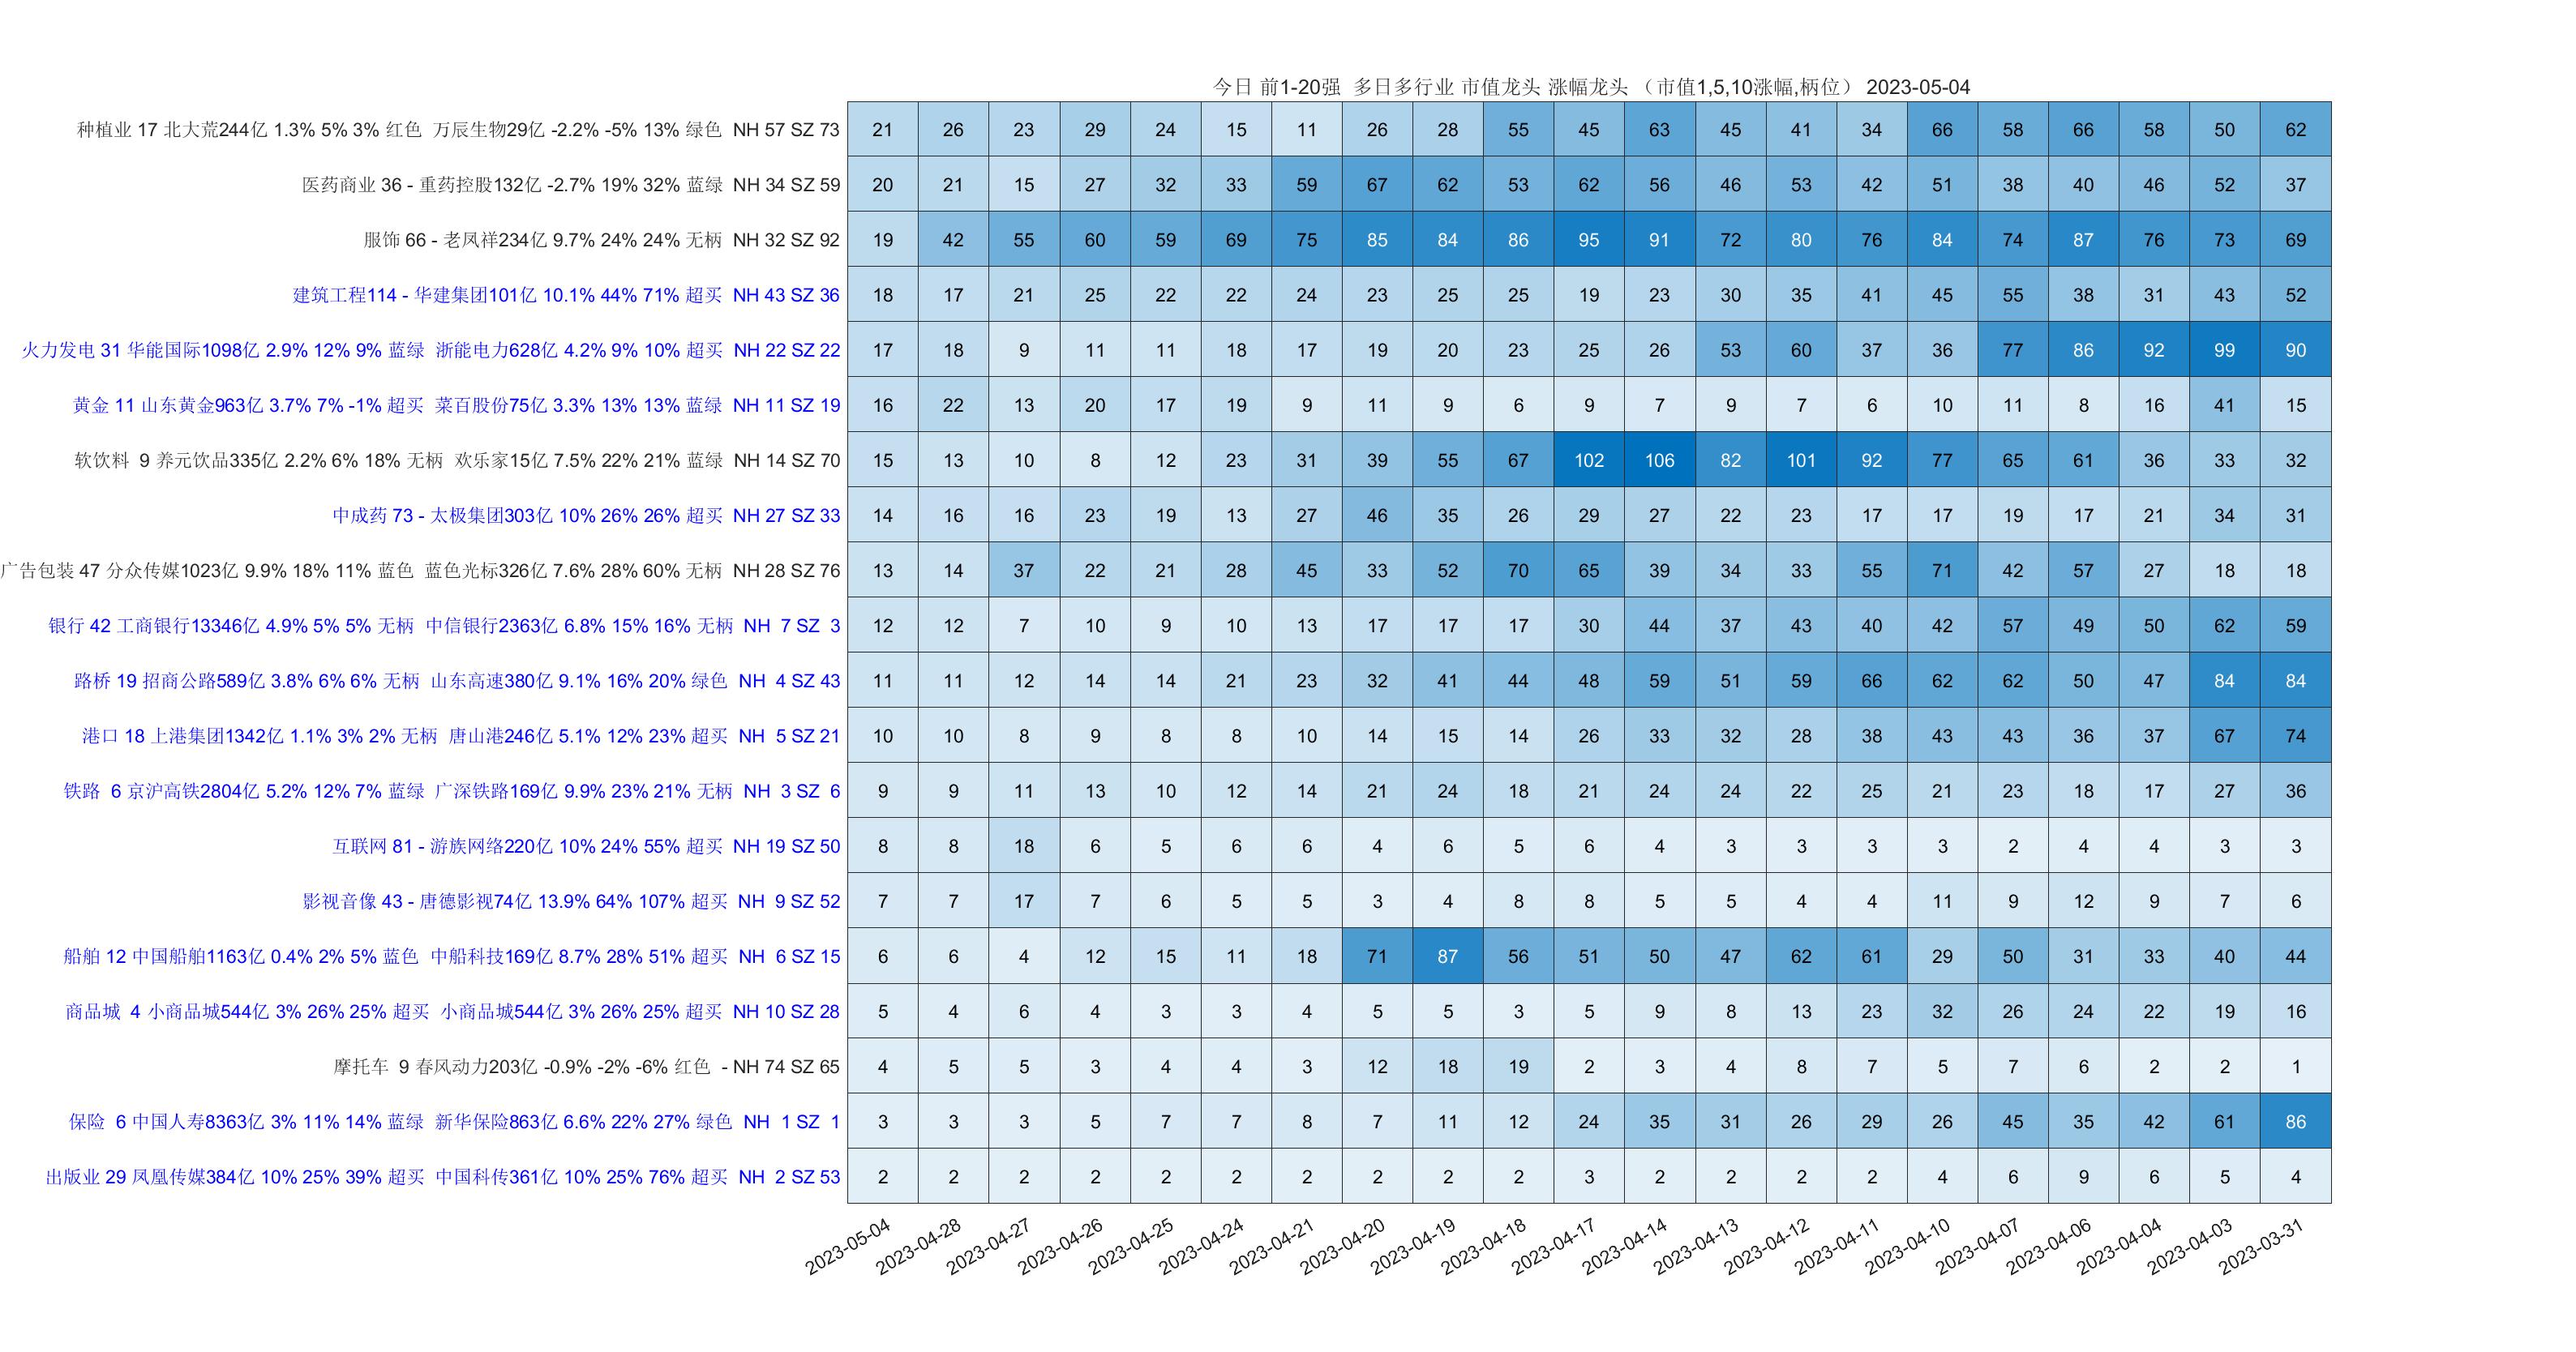 今日 前1-20强 多日多行业 市值龙头 涨幅龙头 （市值1,5,10涨幅,柄位） 2023-05-04
种植业 17 北大荒244亿 1.3% 5% 3% 红色 万辰生物29亿 -2.2% -5% 13% 绿色 NH 57 SZ 73 21 26 23 29 24 15 11 26 28 55 45 63 45 41 34 66 58 66 58 50 62
医药商业 36 - 重药控股132亿 -2.7% 19% 32% 蓝绿 NH 34 SZ 59 20 21 15 27 32 33 59 67 62 53 62 56 46 53 42 51 38 40 46 52 37
服饰 66 - 老凤祥234亿 9.7% 24% 24% 无柄 NH 32 SZ 92 19 42 55 60 59 69 75 85 84 86 95 91 72 80 76 84 74 87 76 73 69
建筑工程114 - 华建集团101亿 10.1% 44% 71% 超买 NH 43 SZ 36 18 17 21 25 22 22 24 23 25 25 19 23 30 35 41 45 55 38 31 43 52
火力发电 31 华能国际1098亿 2.9% 12% 9% 蓝绿 浙能电力628亿 4.2% 9% 10% 超买 NH 22 SZ 22 17 18 9 11 11 18 17 19 20 23 25 26 53 60 37 36 77 86 92 99 90
黄金 11 山东黄金963亿 3.7% 7% -1% 超买 菜百股份75亿 3.3% 13% 13% 蓝绿 NH 11 SZ 19 16 22 13 20 17 19 9 11 9 6 9 7 9 7 6 10 11 8 16 41 15
软饮料 9 养元饮品335亿 2.2% 6% 18% 无柄 欢乐家15亿 7.5% 22% 21% 蓝绿 NH 14 SZ 70 15 13 10 8 12 23 31 39 55 67 102 106 82 101 92 77 65 61 36 33 32
中成药 73 - 太极集团303亿 10% 26% 26% 超买 NH 27 SZ 33 14 16 16 23 19 13 27 46 35 26 29 27 22 23 17 17 19 17 21 34 31
广告包装 47 分众传媒1023亿 9.9% 18% 11% 蓝色 蓝色光标326亿 7.6% 28% 60% 无柄 NH 28 SZ 76 13 14 37 22 21 28 45 33 52 70 65 39 34 33 55 71 42 57 27 18 18
银行 42 工商银行13346亿 4.9% 5% 5% 无柄 中信银行2363亿 6.8% 15% 16% 无柄 NH 7 SZ 3 12 12 7 10 9 10 13 17 17 17 30 44 37 43 40 42 57 49 50 62 59
路桥 19 招商公路589亿 3.8% 6% 6% 无柄 山东高速380亿 9.1% 16% 20% 绿色 NH 4 SZ 43 11 11 12 14 14 21 23 32 41 44 48 59 51 59 66 62 62 50 47 84 84
港口 18 上港集团1342亿 1.1% 3% 2% 无柄 唐山港246亿 5.1% 12% 23% 超买 NH 5 SZ 21 10 10 8 9 8 8 10 14 15 14 26 33 32 28 38 43 43 36 37 67 74
铁路 6 京沪高铁2804亿 5.2% 12% 7% 蓝绿 广深铁路169亿 9.9% 23% 21% 无柄 NH 3 SZ 6 9 9 11 13 10 12 14 21 24 18 21 24 24 22 25 21 23 18 17 27 36
互联网 81 - 游族网络220亿 10% 24% 55% 超买 NH 19 SZ 50 8 8 18 6 5 6 6 4 6 5 6 4 3 3 3 3 2 4 4 3 3
影视音像 43 - 唐德影视74亿 13.9% 64% 107% 超买 NH 9 SZ 52 7 7 17 7 6 5 5 3 4 8 8 5 5 4 4 11 9 12 9 7 6
船舶 12 中国船舶1163亿 0.4% 2% 5% 蓝色 中船科技169亿 8.7% 28% 51% 超买 NH 6 SZ 15 6 6 4 12 15 11 18 71 87 56 51 50 47 62 61 29 50 31 33 40 44
商品城 4 小商品城544亿 3% 26% 25% 超买 小商品城544亿 3% 26% 25% 超买 NH 10 SZ 28 5 4 6 4 3 3 4 5 5 3 5 9 8 13 23 32 26 24 22 19 16
摩托车 9 春风动力203亿 -0.9% -2% -6% 红色 - NH 74 SZ 65 4 5 5 3 4 4 3 12 18 19 2 3 4 8 7 5 7 6 2 2 1
保险 6 中国人寿8363亿 3% 11% 14% 蓝绿 新华保险863亿 6.6% 22% 27% 绿色 NH 1 SZ 1 3 3 3 5 7 7 8 7 11 12 24 35 31 26 29 26 45 35 42 61 86
出版业 29 凤凰传媒384亿 10% 25% 39% 超买 中国科传361亿 10% 25% 76% 超买 NH 2 SZ 53 2 2 2 2 2 2 2 2 2 2 3 2 2 2 2 4 6 9 6 5 4
2023-05-04 2023-04-28 2023-04-27 2023-04-26 2023-04-25 2023-04-24 2023-04-21 2023-04-20 2023-04-19 2023-04-18 2023-04-17 2023-04-14 2023-04-13 2023-04-12 2023-04-11 2023-04-10 2023-04-07 2023-04-06 2023-04-04 2023-04-03 2023-03-31